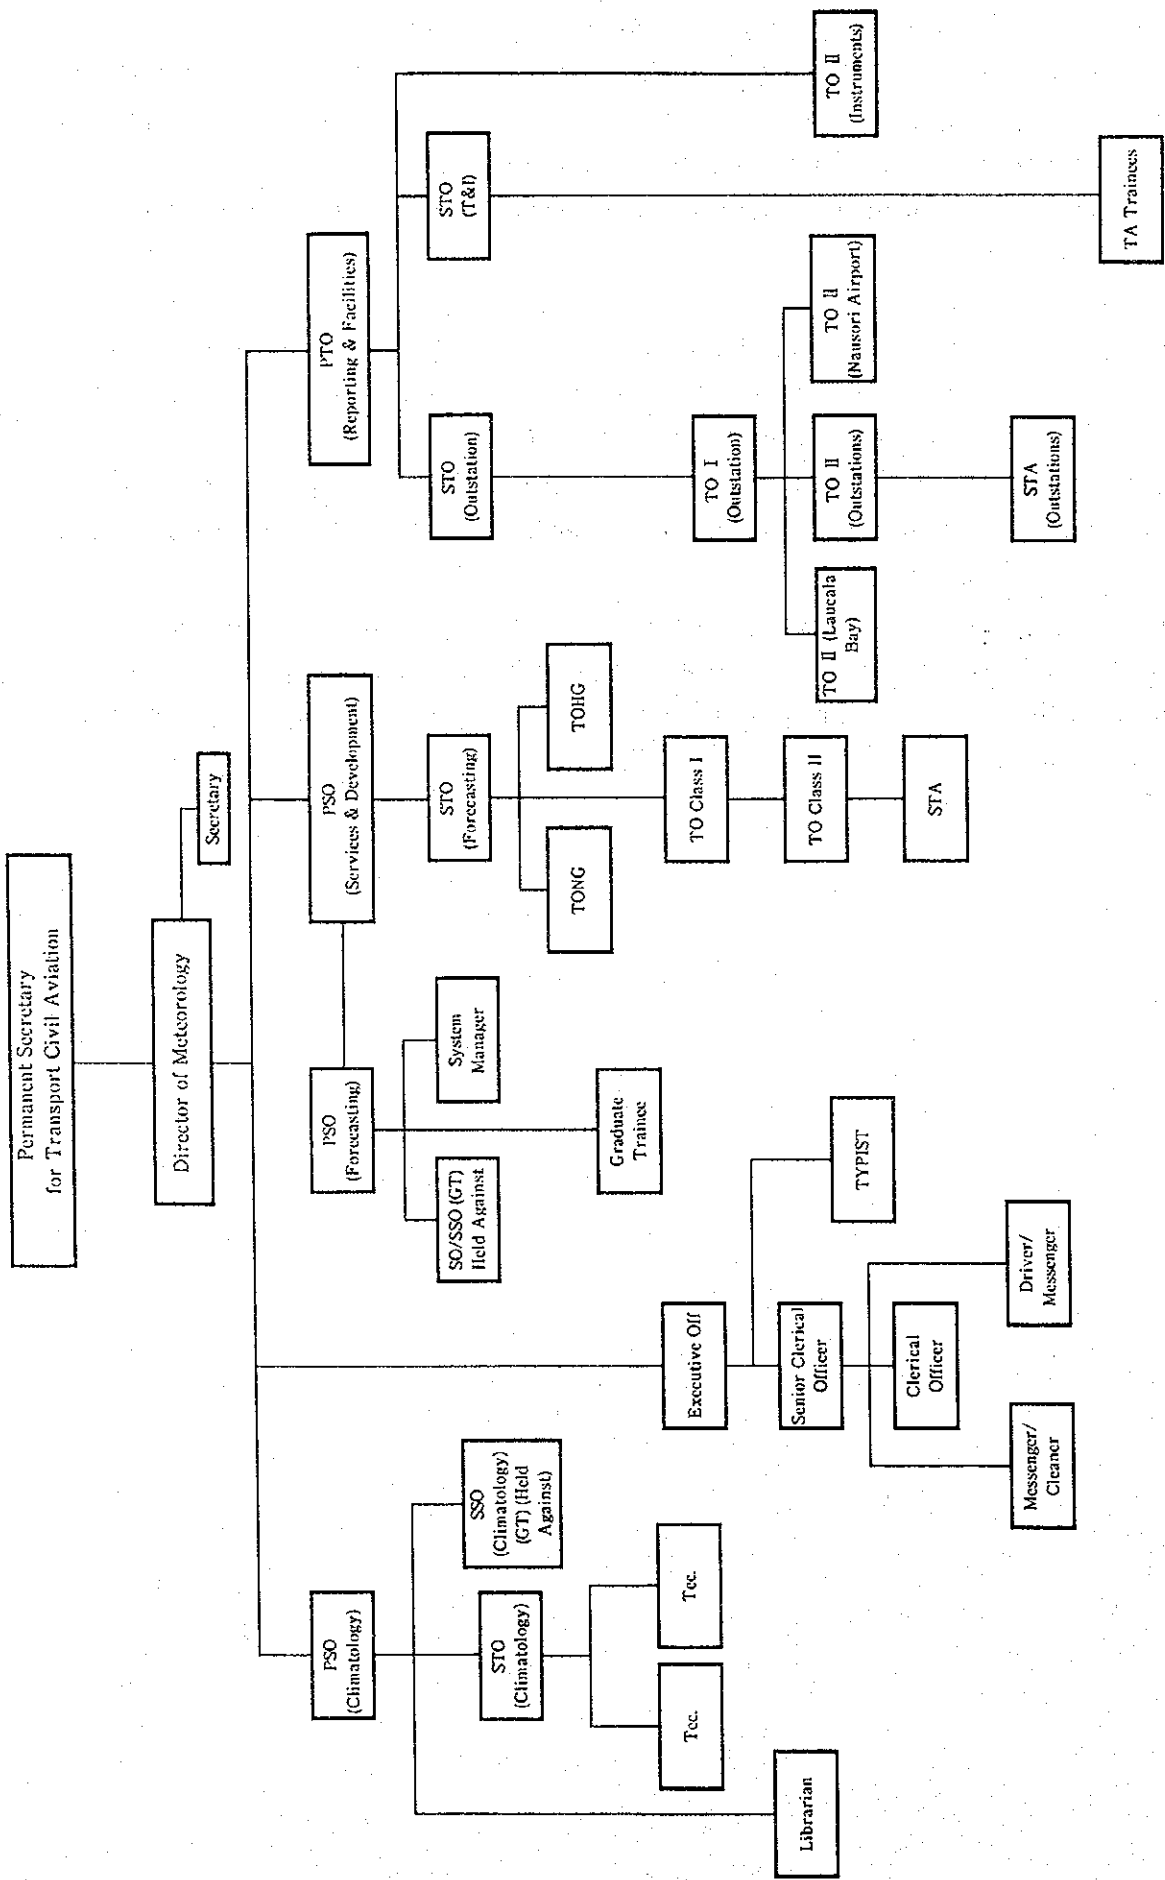 Permanent Secretary
for Transport Civil Aviation
Director of Meteorology
Secretary
PSO
(Climatology)
PSO
(Forecasting)
PSO
(Services & Development)
PTO
(Reporting & Facilities)
SSO
(Climatology)
(GT) (Held
Against)
STO
(Climatology)
Tec.
Tec.
Librarian
Executive Off
TYPIST
Senior Clerical
Officer
Clerical
Officer
Messenger/
Cleaner
Driver/
Messenger
SO/SSO (GT)
Held Against
System
Manager
Graduate
Trainee
STO
(Forecasting)
TONG
TOHG
TO Class I
TO Class II
STA
STO
(Outstation)
STO
(T&I)
TO I
(Outstation)
TO II (Laucala
Bay)
TO II
(Outstations)
TO II
(Nausori Airport)
TO II
(Instruments)
STA
(Outstations)
TA Trainees